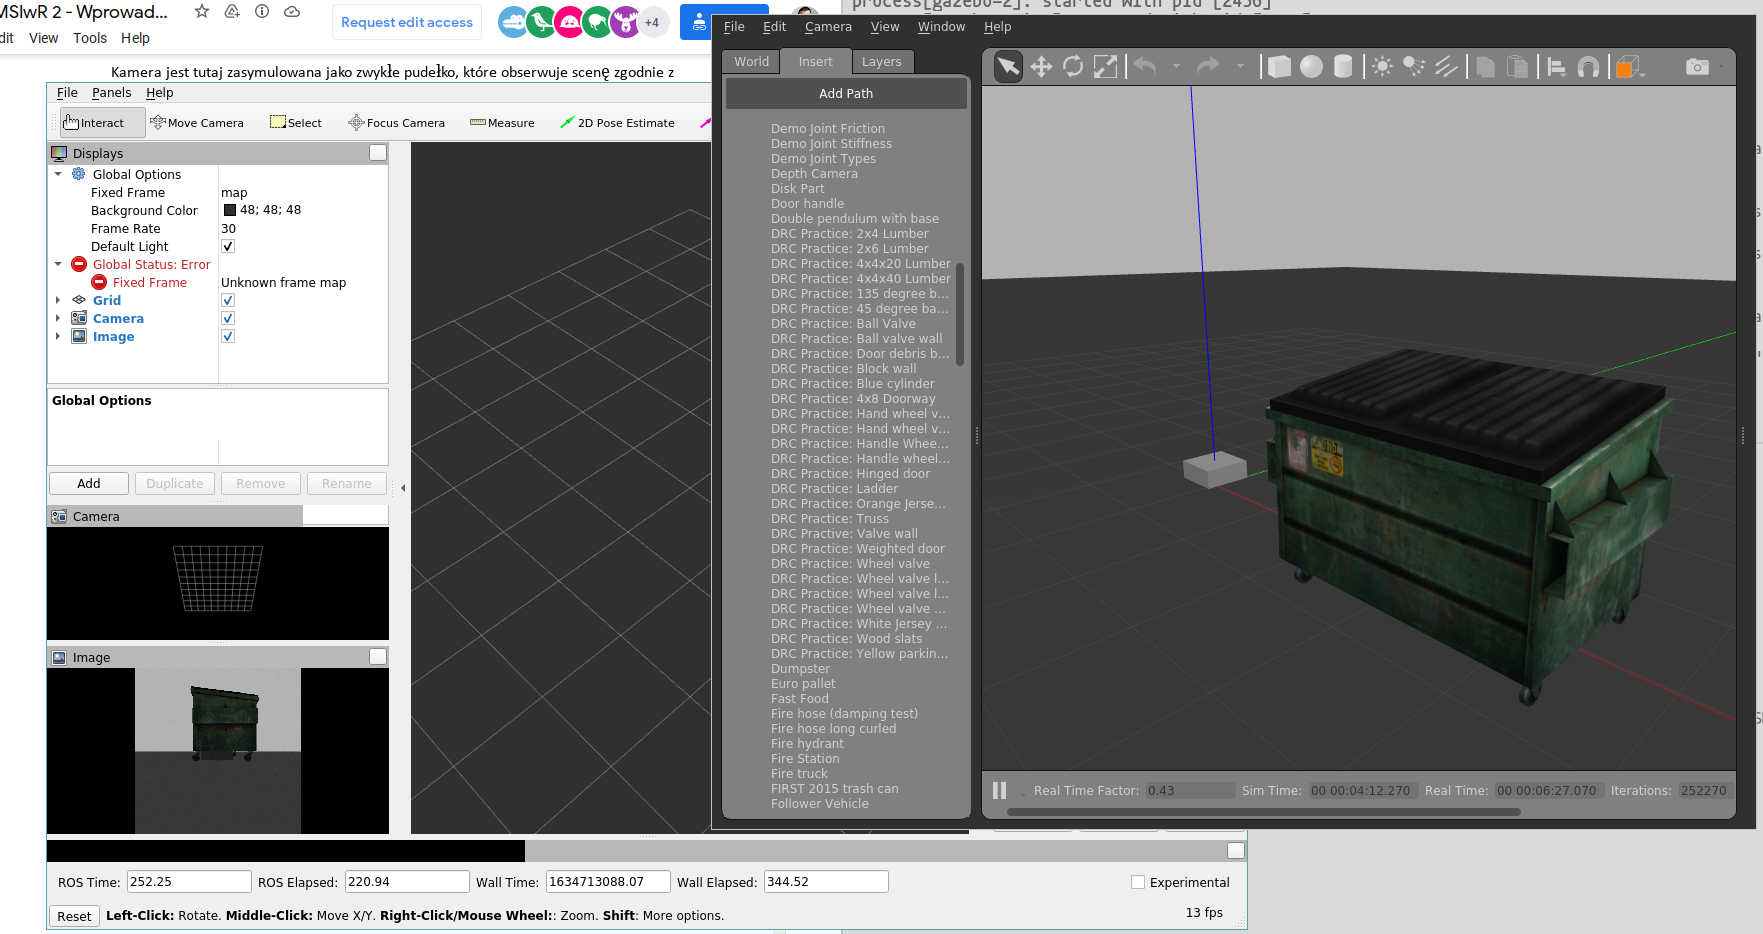 MSIwR 2 - Wprowad...
Request edit access
+4
dit View Tools Help
process[gazebo-2]: started with pid [2456]
Kamera jest tutaj zasymulowana jako zwykłe pudełko, które obserwuje scenę zgodnie z
File Panels Help
Interact Move Camera Select Focus Camera Measure 2D Pose Estimate
Displays
Global Options
Fixed Frame map
Background Color 48; 48; 48
Frame Rate 30
Default Light
Global Status: Error
Fixed Frame Unknown frame map
Grid
Camera
Image
Global Options
Add Duplicate Remove Rename
Camera
Image
ROS Time: 252.25 ROS Elapsed: 220.94 Wall Time: 1634713088.07 Wall Elapsed: 344.52 Experimental
Reset Left-Click: Rotate. Middle-Click: Move X/Y. Right-Click/Mouse Wheel:: Zoom. Shift: More options. 13 fps
File Edit Camera View Window Help
World Insert Layers
Add Path
Demo Joint Friction
Demo Joint Stiffness
Demo Joint Types
Depth Camera
Disk Part
Door handle
Double pendulum with base
DRC Practice: 2x4 Lumber
DRC Practice: 2x6 Lumber
DRC Practice: 4x4x20 Lumber
DRC Practice: 4x4x40 Lumber
DRC Practice: 135 degree b...
DRC Practice: 45 degree ba...
DRC Practice: Ball Valve
DRC Practice: Ball valve wall
DRC Practice: Door debris b...
DRC Practice: Block wall
DRC Practice: Blue cylinder
DRC Practice: 4x8 Doorway
DRC Practice: Hand wheel v...
DRC Practice: Hand wheel v...
DRC Practice: Handle Whee...
DRC Practice: Handle wheel...
DRC Practice: Hinged door
DRC Practice: Ladder
DRC Practice: Orange Jerse...
DRC Practice: Truss
DRC Practive: Valve wall
DRC Practice: Weighted door
DRC Practice: Wheel valve
DRC Practice: Wheel valve l...
DRC Practice: Wheel valve l...
DRC Practice: Wheel valve ...
DRC Practice: White Jersey ...
DRC Practice: Wood slats
DRC Practice: Yellow parkin...
Dumpster
Euro pallet
Fast Food
Fire hose (damping test)
Fire hose long curled
Fire hydrant
Fire Station
Fire truck
FIRST 2015 trash can
Follower Vehicle
Real Time Factor: 0.43 Sim Time: 00 00:04:12.270 Real Time: 00 00:06:27.070 Iterations: 252270